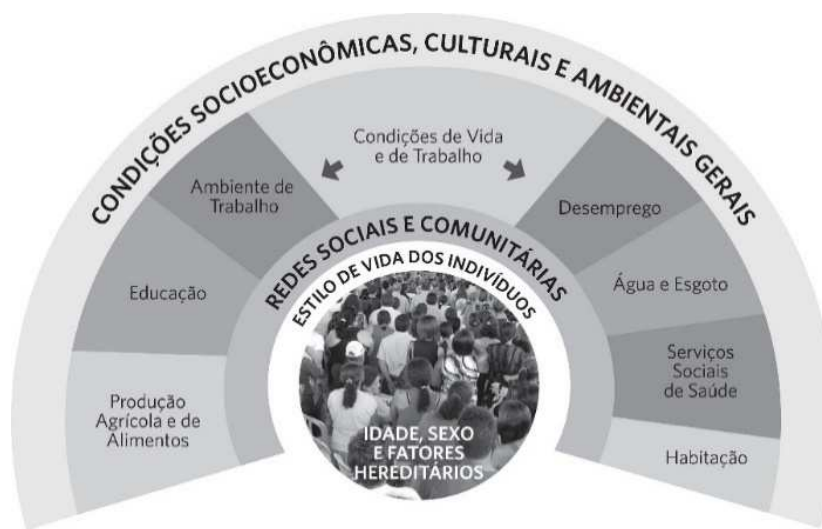 CONDIÇÕES SOCIOECONÔMICAS, CULTURAIS E AMBIENTAIS GERAIS
Condições de Vida
e de Trabalho
Ambiente de
Trabalho
Desemprego
REDES SOCIAIS E COMUNITÁRIAS
ESTILO DE VIDA DOS INDIVÍDUOS
Educação
Água e Esgoto
Produção
Agrícola e de
Alimentos
Serviços
Sociais
de Saúde
Habitação
IDADE, SEXO
E FATORES
HEREDITÁRIOS